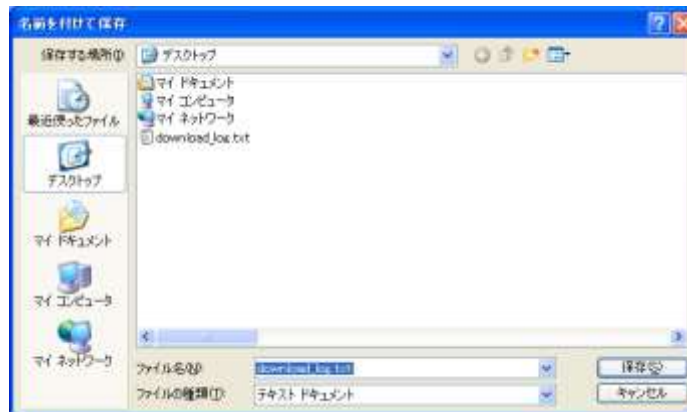 名前を付けて保存
保存する場所(I): デスクトップ
最近使ったファイル
デスクトップ
マイ ドキュメント
マイ コンピュータ
マイ ネットワーク
マイ ドキュメント
マイ コンピュータ
マイ ネットワーク
download_log.txt
ファイル名(N): download_log.txt
保存(S)
ファイルの種類(T): テキスト ドキュメント
キャンセル